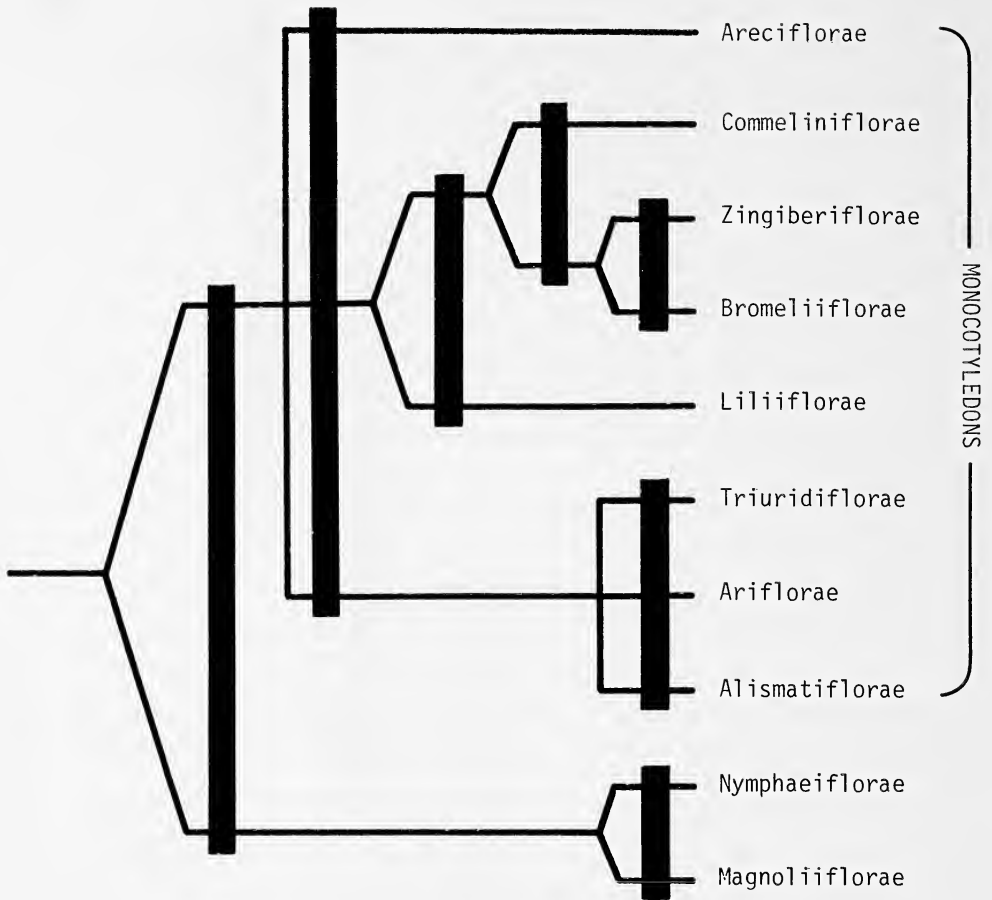 Areciflorae
Commeliniflorae
Zingiberiflorae
Bromeliiflorae
Liliiflorae
Triuridiflorae
Ariflorae
Alismatiflorae
Nymphaeiflorae
Magnoliiflorae
MONOCOTYLEDONS